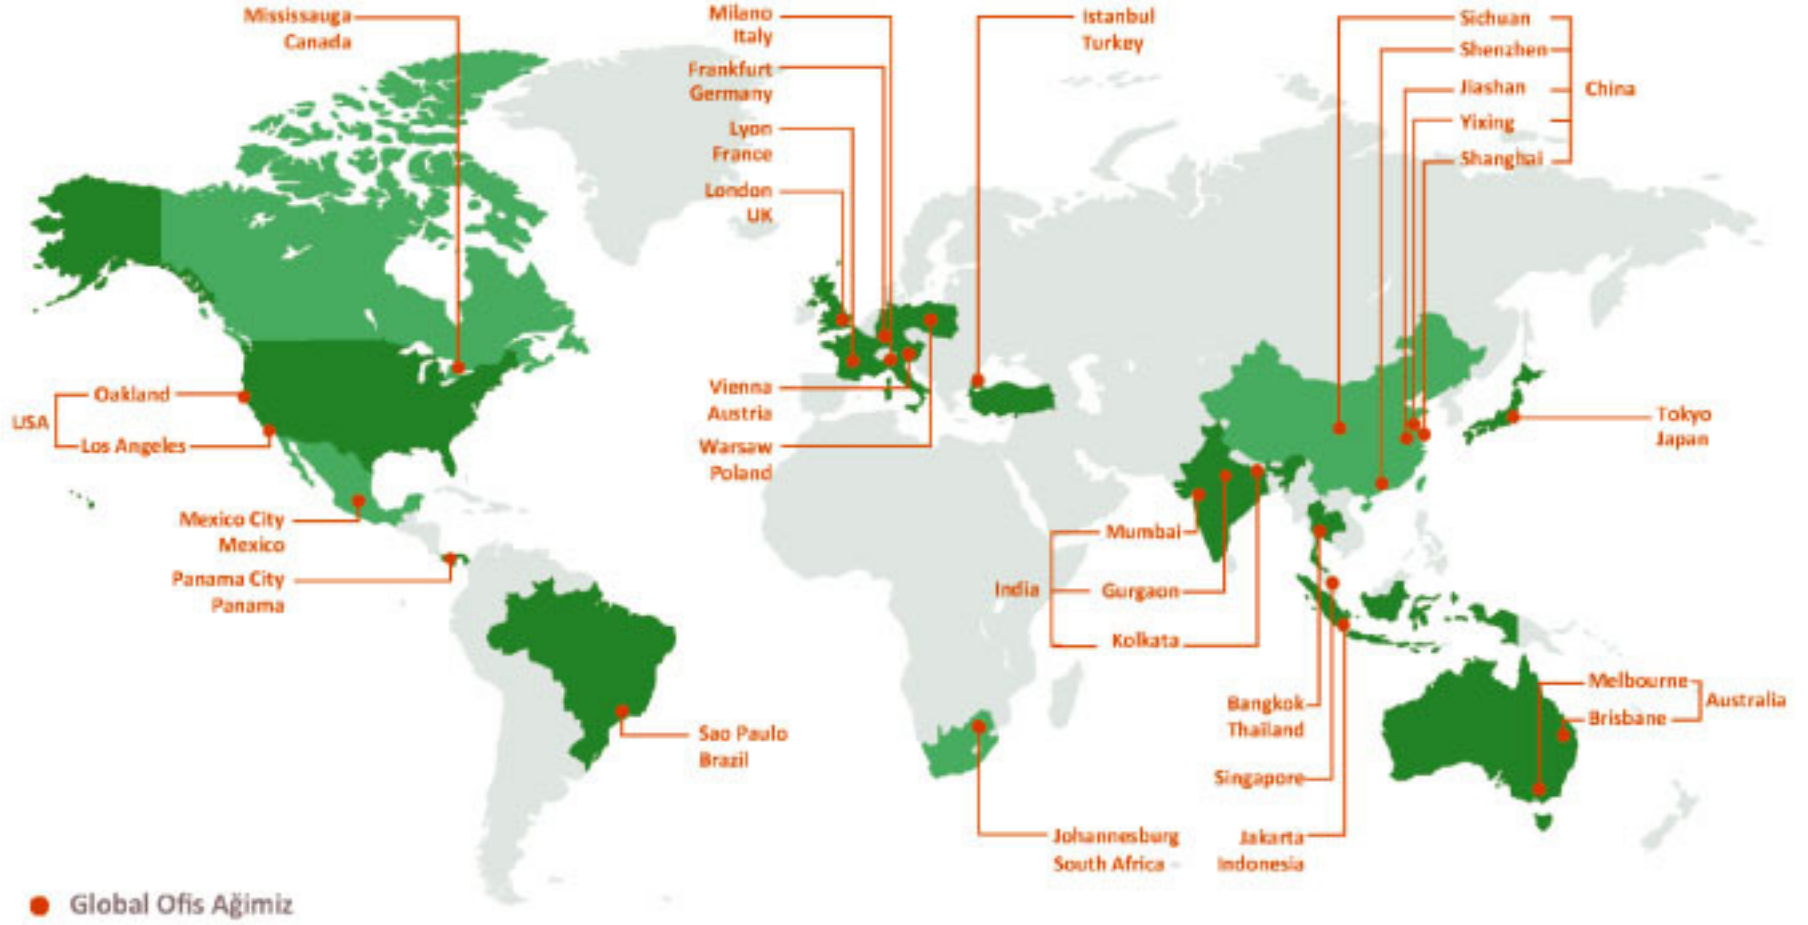 Mississauga
Canada
Milano
Italy
Frankfurt
Germany
Lyon
France
London
UK
Istanbul
Turkey
Sichuan
Shenzhen
Jiashan
Yixing
Shanghai
China
USA
Oakland
Los Angeles
Vienna
Austria
Warsaw
Poland
Tokyo
Japan
Mexico City
Mexico
Panama City
Panama
India
Mumbai
Gurgaon
Kolkata
Sao Paulo
Brazil
Bangkok
Thailand
Singapore
Melbourne
Brisbane
Australia
Johannesburg
South Africa
Jakarta
Indonesia
Global Ofis Ağimiz